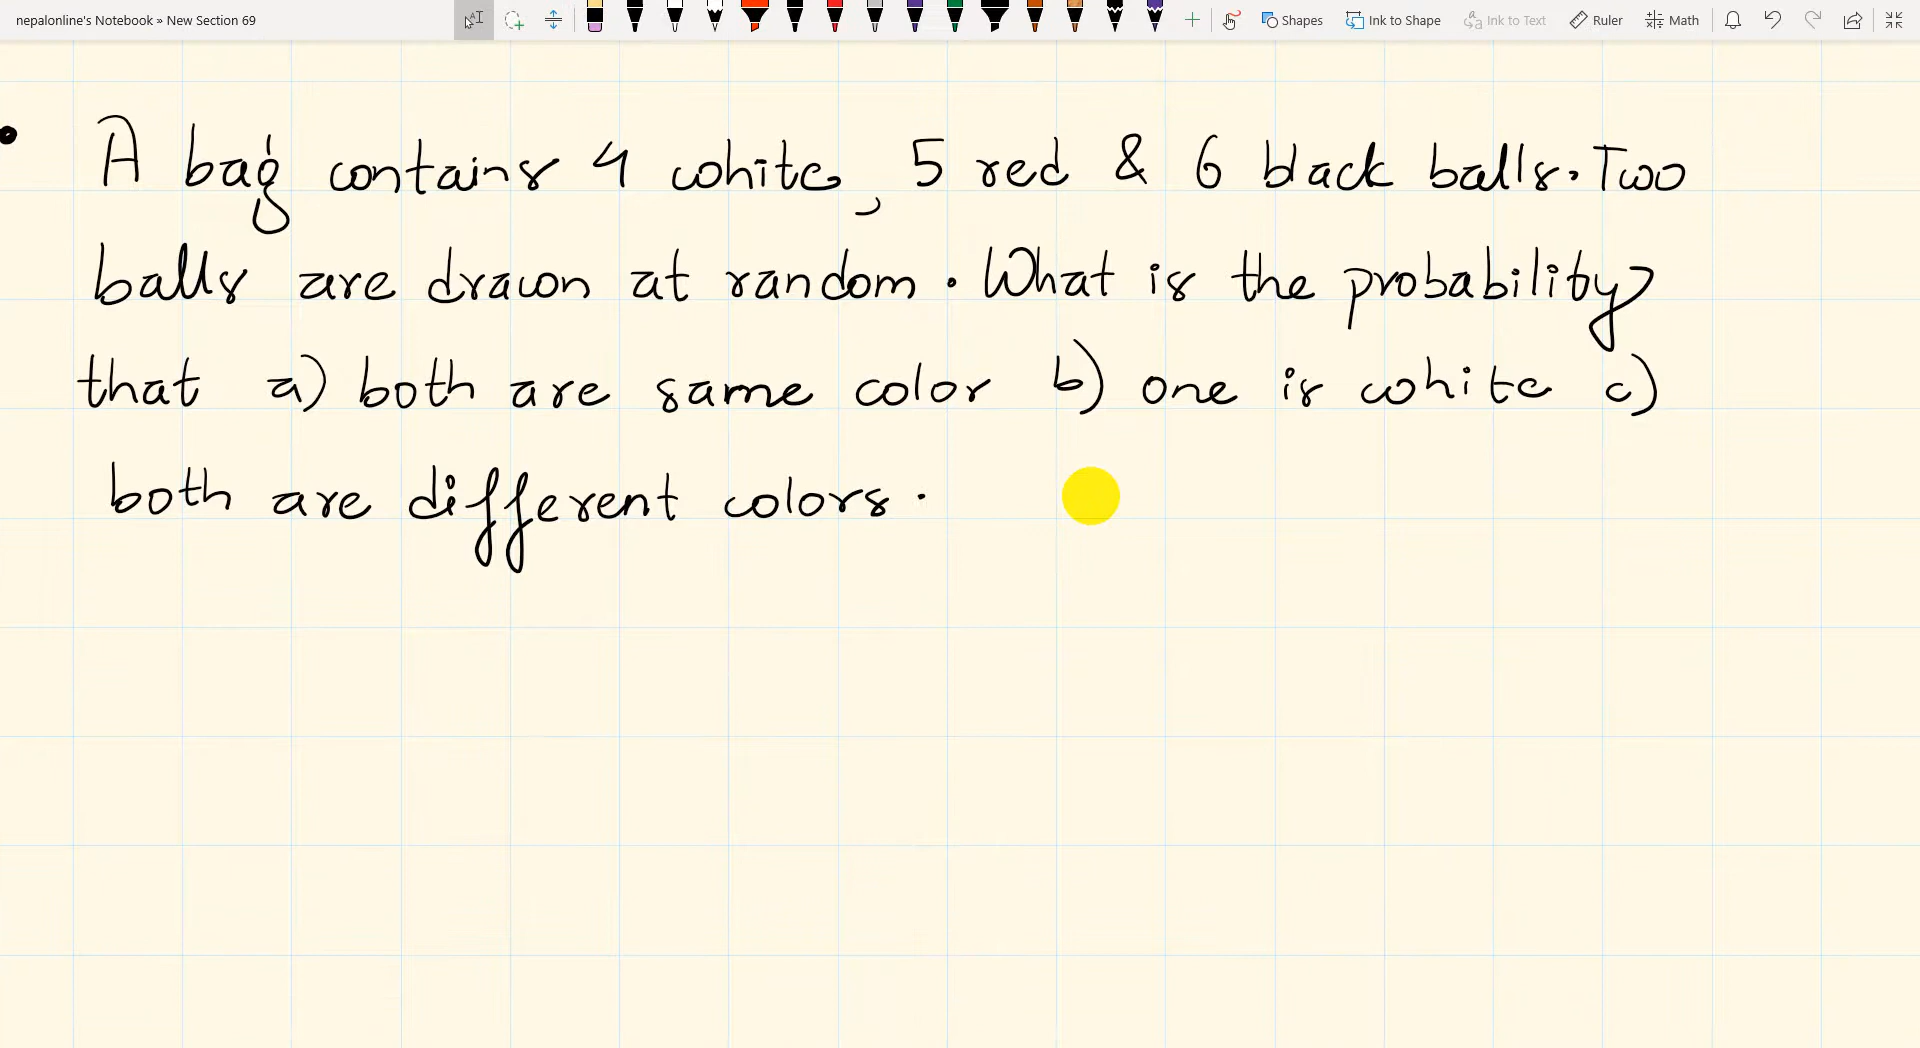 nepalonline's Notebook » New Section 69
Shapes Ink to Shape Ink to Text Ruler Math
A bag contains 4 white, 5 red & 6 black balls. Two
balls are drawn at random. What is the probability
that a) both are same color b) one is white c)
both are different colors.